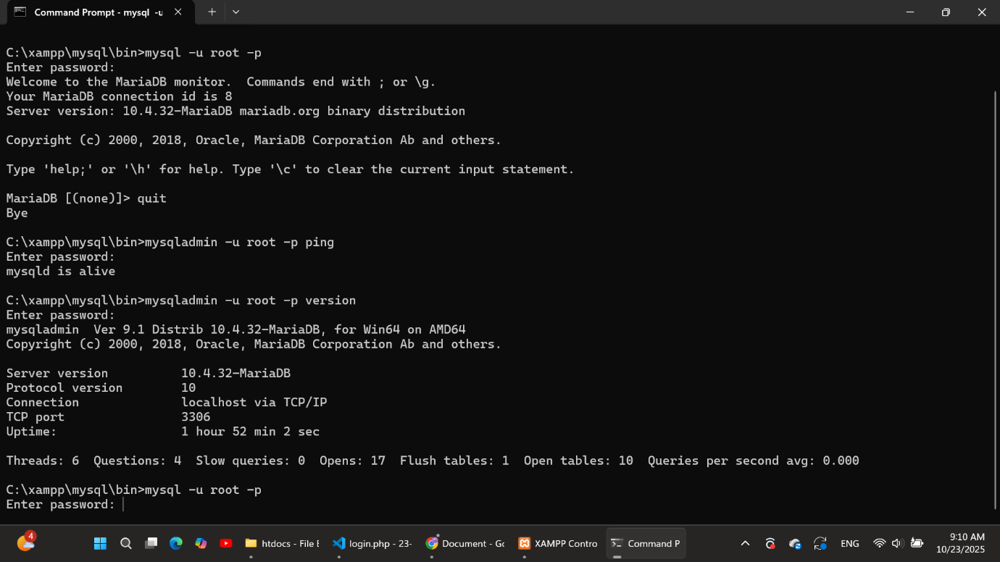 Command Prompt - mysql -u
C:\xampp\mysql\bin>mysql -u root -p
Enter password:
Welcome to the MariaDB monitor.  Commands end with ; or \g.
Your MariaDB connection id is 8
Server version: 10.4.32-MariaDB mariadb.org binary distribution
Copyright (c) 2000, 2018, Oracle, MariaDB Corporation Ab and others.
Type 'help;' or '\h' for help. Type '\c' to clear the current input statement.
MariaDB [(none)]> quit
Bye
C:\xampp\mysql\bin>mysqladmin -u root -p ping
Enter password:
mysqld is alive
C:\xampp\mysql\bin>mysqladmin -u root -p version
Enter password:
mysqladmin  Ver 9.1 Distrib 10.4.32-MariaDB, for Win64 on AMD64
Copyright (c) 2000, 2018, Oracle, MariaDB Corporation Ab and others.
Server version          10.4.32-MariaDB
Protocol version        10
Connection              localhost via TCP/IP
TCP port                3306
Uptime:                 1 hour 52 min 2 sec
Threads: 6  Questions: 4  Slow queries: 0  Opens: 17  Flush tables: 1  Open tables: 10  Queries per second avg: 0.000
C:\xampp\mysql\bin>mysql -u root -p
Enter password:
4 htdocs - File E login.php - 23- Document - Go XAMPP Contro Command P ENG 9:10 AM
10/23/2025